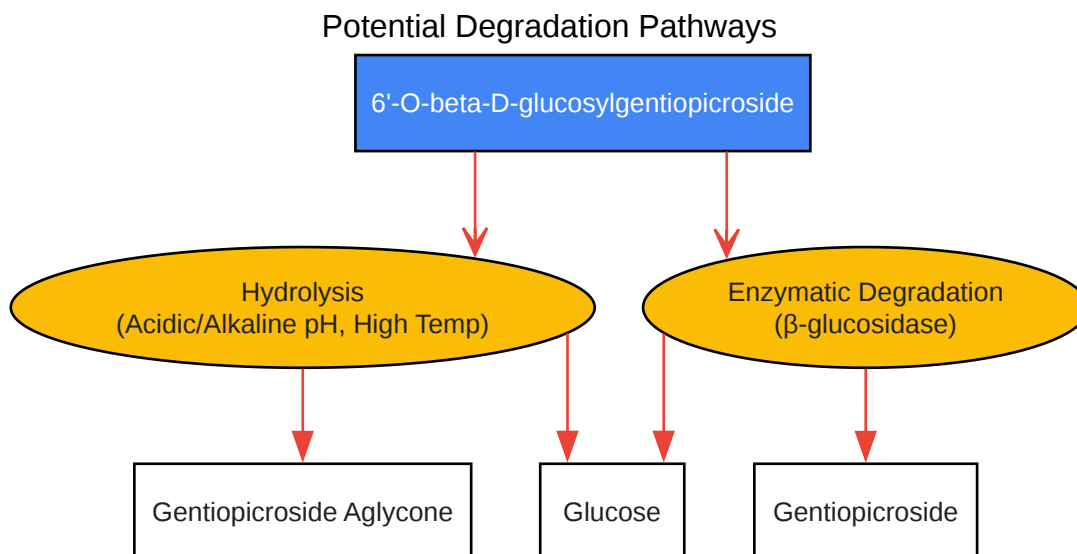 Potential Degradation Pathways
6'-O-beta-D-glucosylgentiopicroside
Hydrolysis
(Acidic/Alkaline pH, High Temp)
Enzymatic Degradation
(β-glucosidase)
Gentiopicroside Aglycone
Glucose
Gentiopicroside